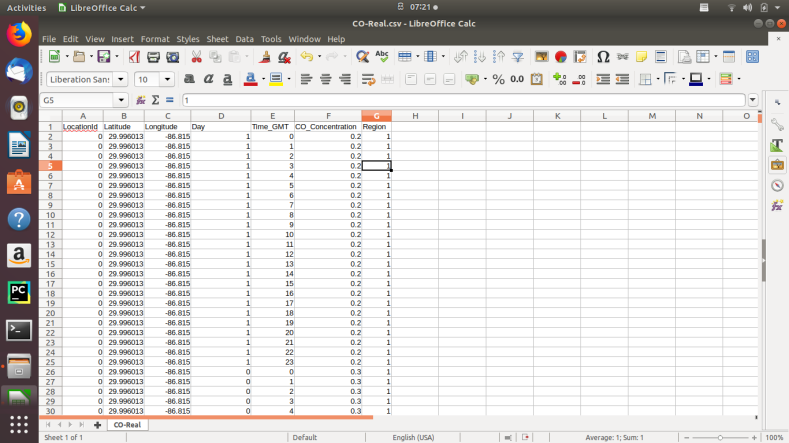 Activities LibreOffice Calc 07:21
CO-Real.csv - LibreOffice Calc
File Edit View Insert Format Styles Sheet Data Tools Window Help
Liberation Sans 10
G5 1
A B C D E F G H I J K L M N O
1 LocationId Latitude Longitude Day Time_GMT CO_Concentration Region
2 0 29.996013 -86.815 1 0 0.2 1
3 0 29.996013 -86.815 1 1 0.2 1
4 0 29.996013 -86.815 1 2 0.2 1
5 0 29.996013 -86.815 1 3 0.2 1
6 0 29.996013 -86.815 1 4 0.2 1
7 0 29.996013 -86.815 1 5 0.2 1
8 0 29.996013 -86.815 1 6 0.2 1
9 0 29.996013 -86.815 1 7 0.2 1
10 0 29.996013 -86.815 1 8 0.2 1
11 0 29.996013 -86.815 1 9 0.2 1
12 0 29.996013 -86.815 1 10 0.2 1
13 0 29.996013 -86.815 1 11 0.2 1
14 0 29.996013 -86.815 1 12 0.2 1
15 0 29.996013 -86.815 1 13 0.2 1
16 0 29.996013 -86.815 1 14 0.2 1
17 0 29.996013 -86.815 1 15 0.2 1
18 0 29.996013 -86.815 1 16 0.2 1
19 0 29.996013 -86.815 1 17 0.2 1
20 0 29.996013 -86.815 1 18 0.2 1
21 0 29.996013 -86.815 1 19 0.2 1
22 0 29.996013 -86.815 1 20 0.2 1
23 0 29.996013 -86.815 1 21 0.2 1
24 0 29.996013 -86.815 1 22 0.2 1
25 0 29.996013 -86.815 1 23 0.2 1
26 0 29.996013 -86.815 0 0 0.3 1
27 0 29.996013 -86.815 0 1 0.3 1
28 0 29.996013 -86.815 0 2 0.3 1
29 0 29.996013 -86.815 0 3 0.3 1
30 0 29.996013 -86.815 0 4 0.3 1
CO-Real
Sheet 1 of 1 Default English (USA) Average: 1; Sum: 1 100%